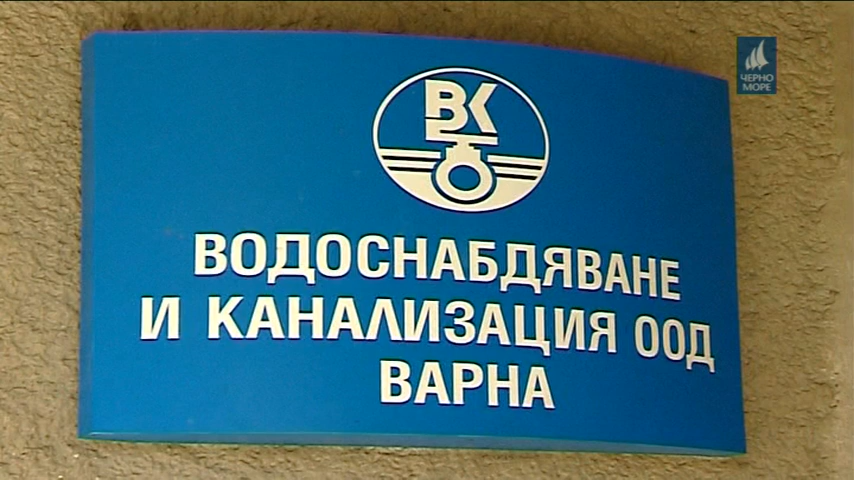 ЧЕРНО
МОРЕ
ВК
ВОДОСНАБДЯВАНЕ
И КАНАЛИЗАЦИЯ ООД
ВАРНА